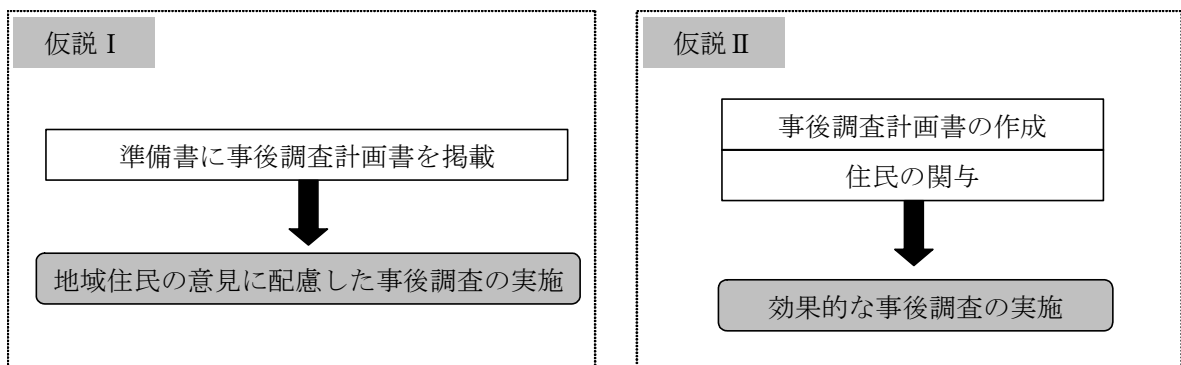 仮説Ⅰ
準備書に事後調査計画書を掲載
地域住民の意見に配慮した事後調査の実施
仮説Ⅱ
事後調査計画書の作成
住民の関与
効果的な事後調査の実施